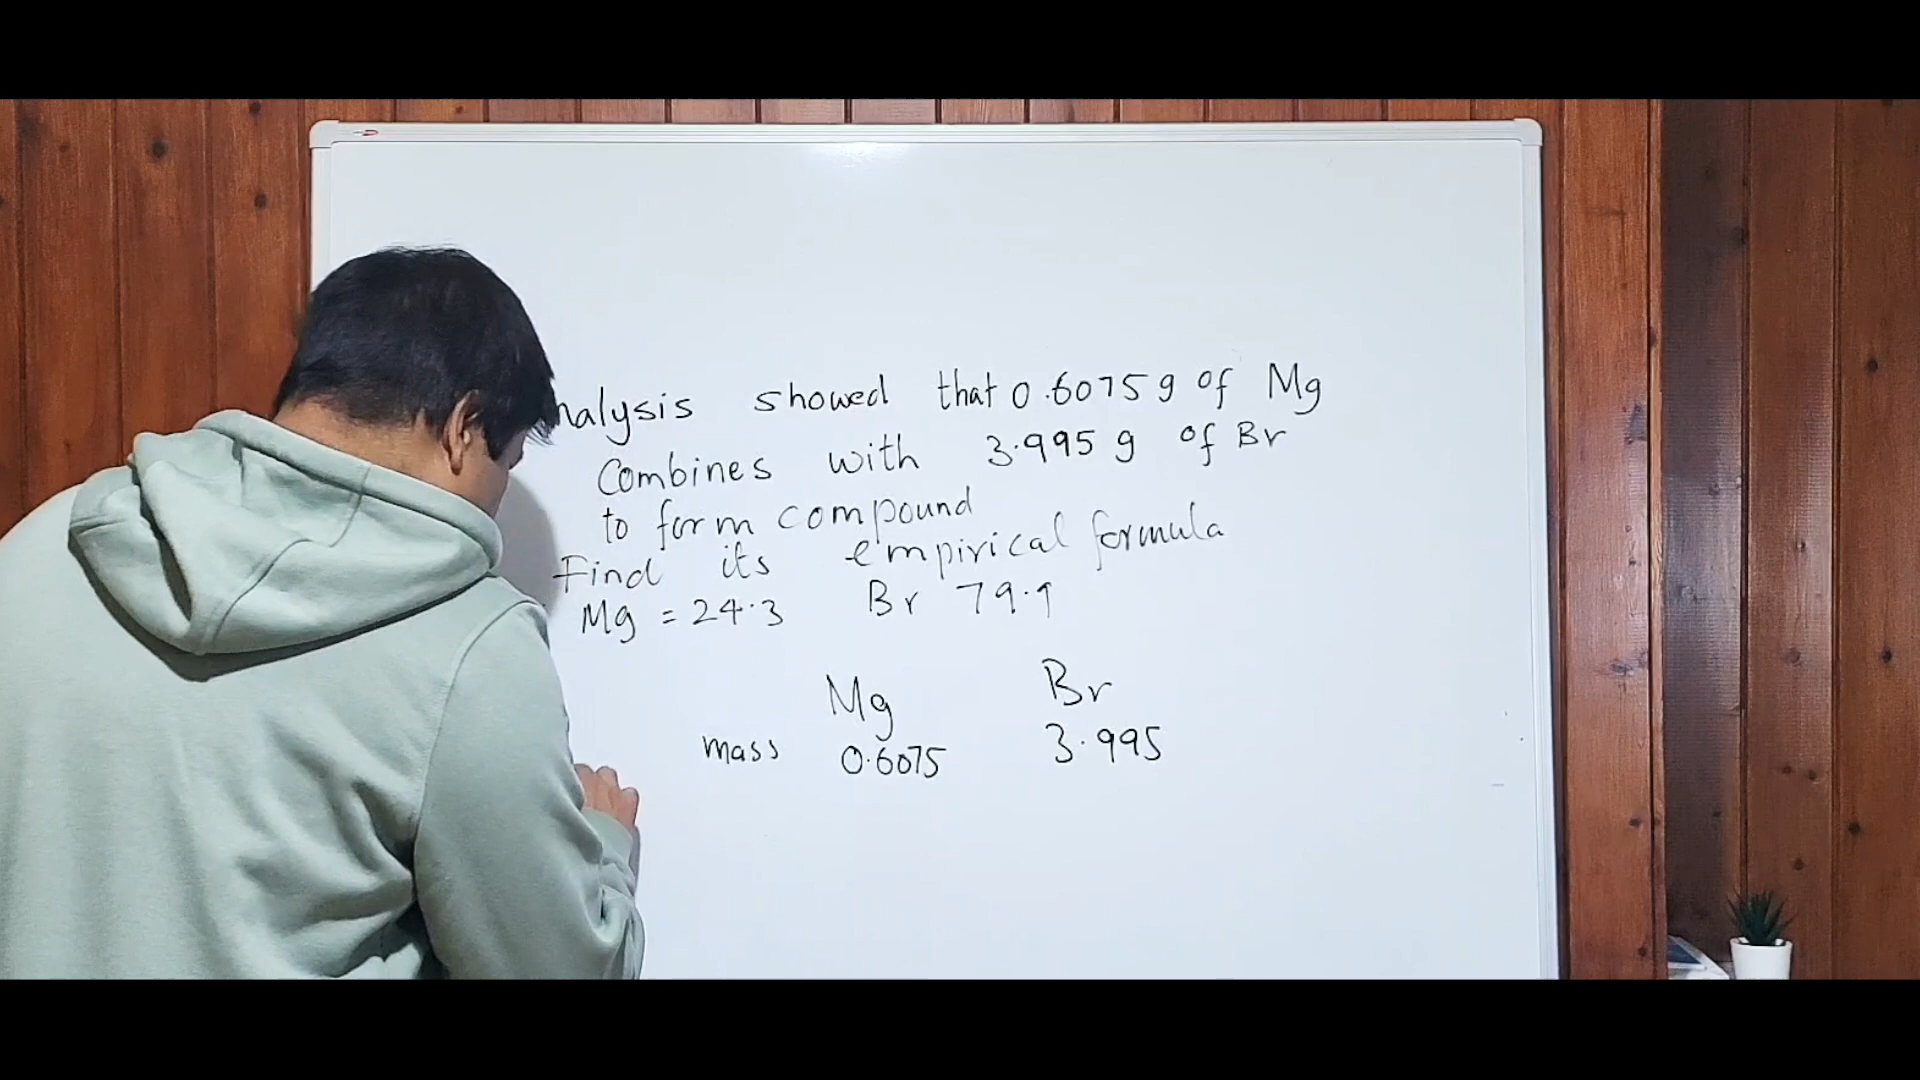 nalysis showed that 0.6075g of Mg
Combines with 3.995 g of Br
to form compound
Find its empirical formula
Mg = 24.3 Br 79.9
Mg Br
mass 0.6075 3.995